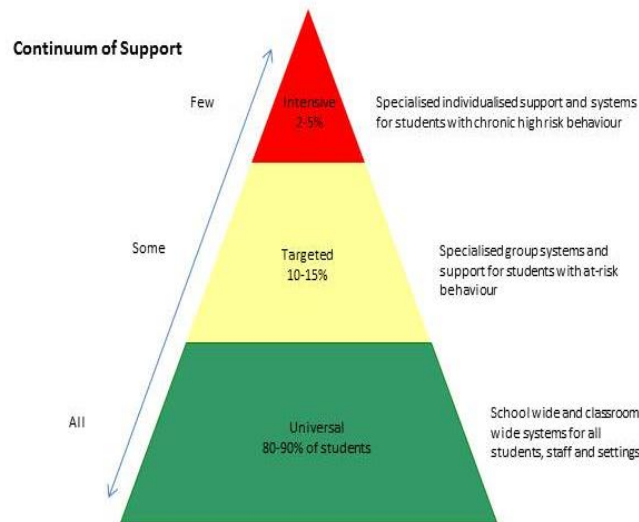 Continuum of Support
Few
Intensive
2-5%
Specialised individualised support and systems
for students with chronic high risk behaviour
Some
Targeted
10-15%
Specialised group systems and
support for students with at-risk
behaviour
All
Universal
80-90% of students
School wide and classroom
wide systems for all
students, staff and settings